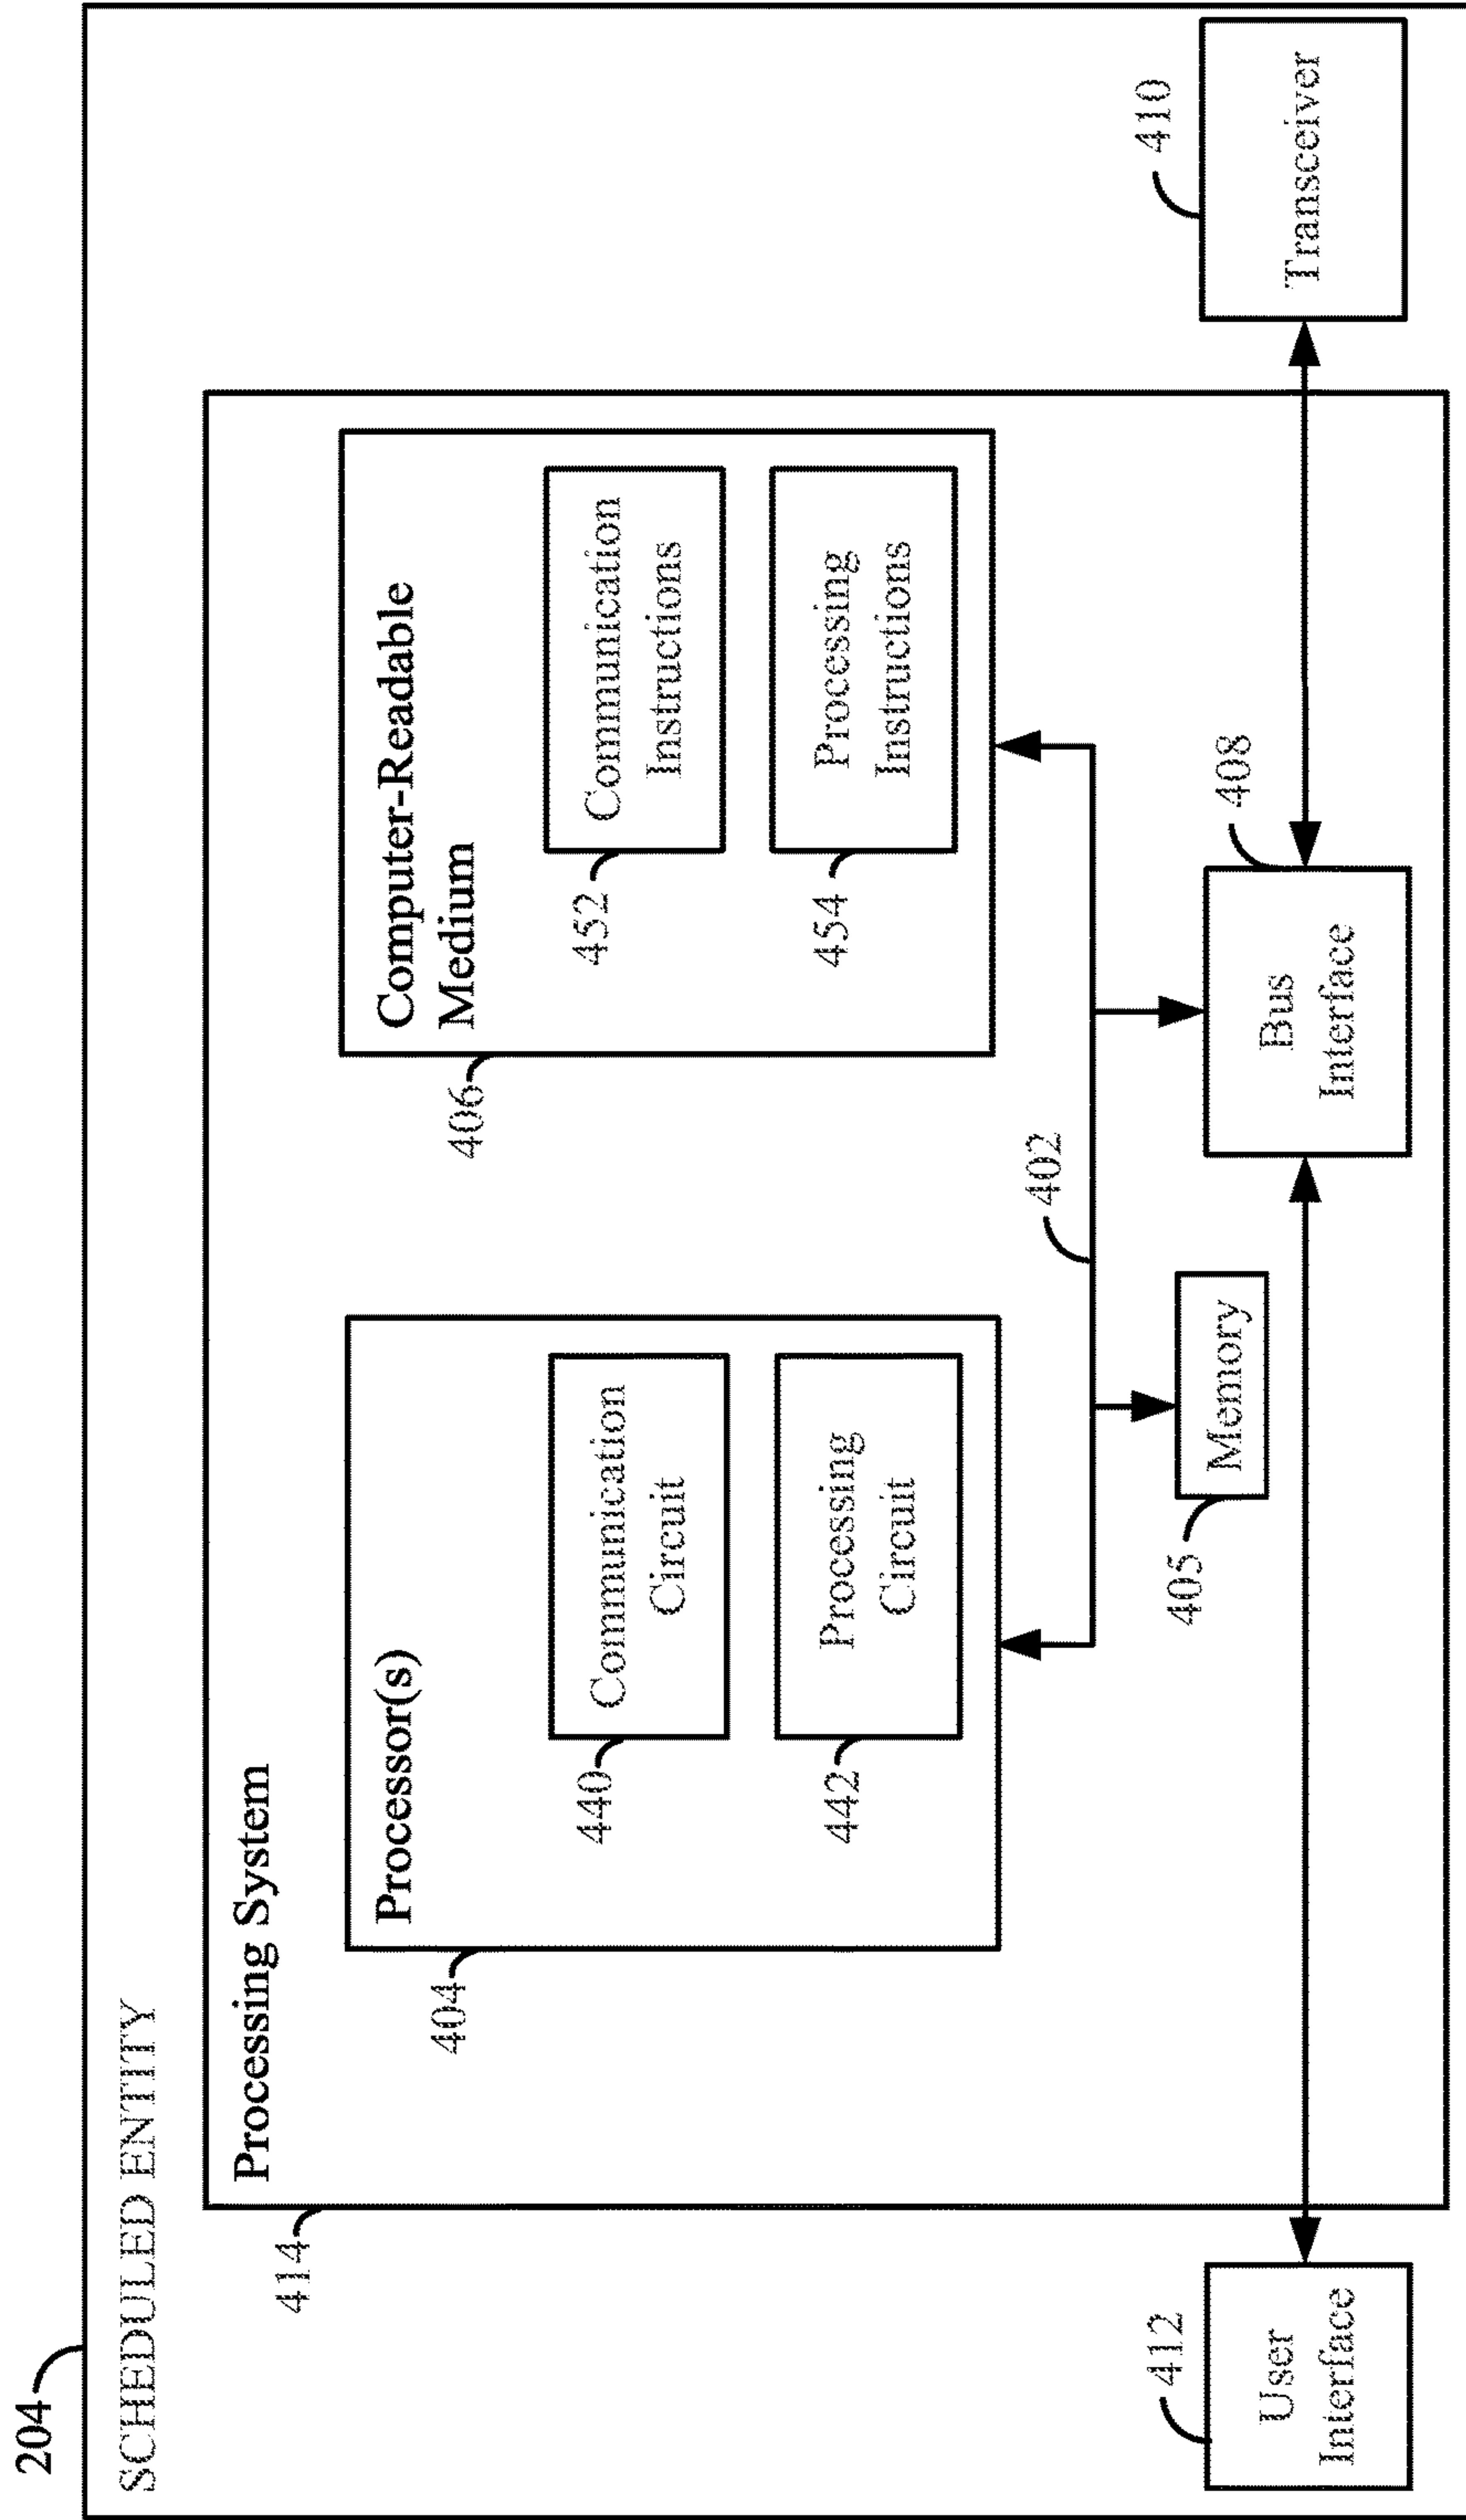 204
SCHEDULED ENTITY
414
Processing System
404
Processor(s)
440
Communication
Circuit
442
Processing
Circuit
406
Computer-Readable
Medium
452
Communication
Instructions
454
Processing
Instructions
402
405
Memory
408
Bus
Interface
412
User
Interface
410
Transceiver